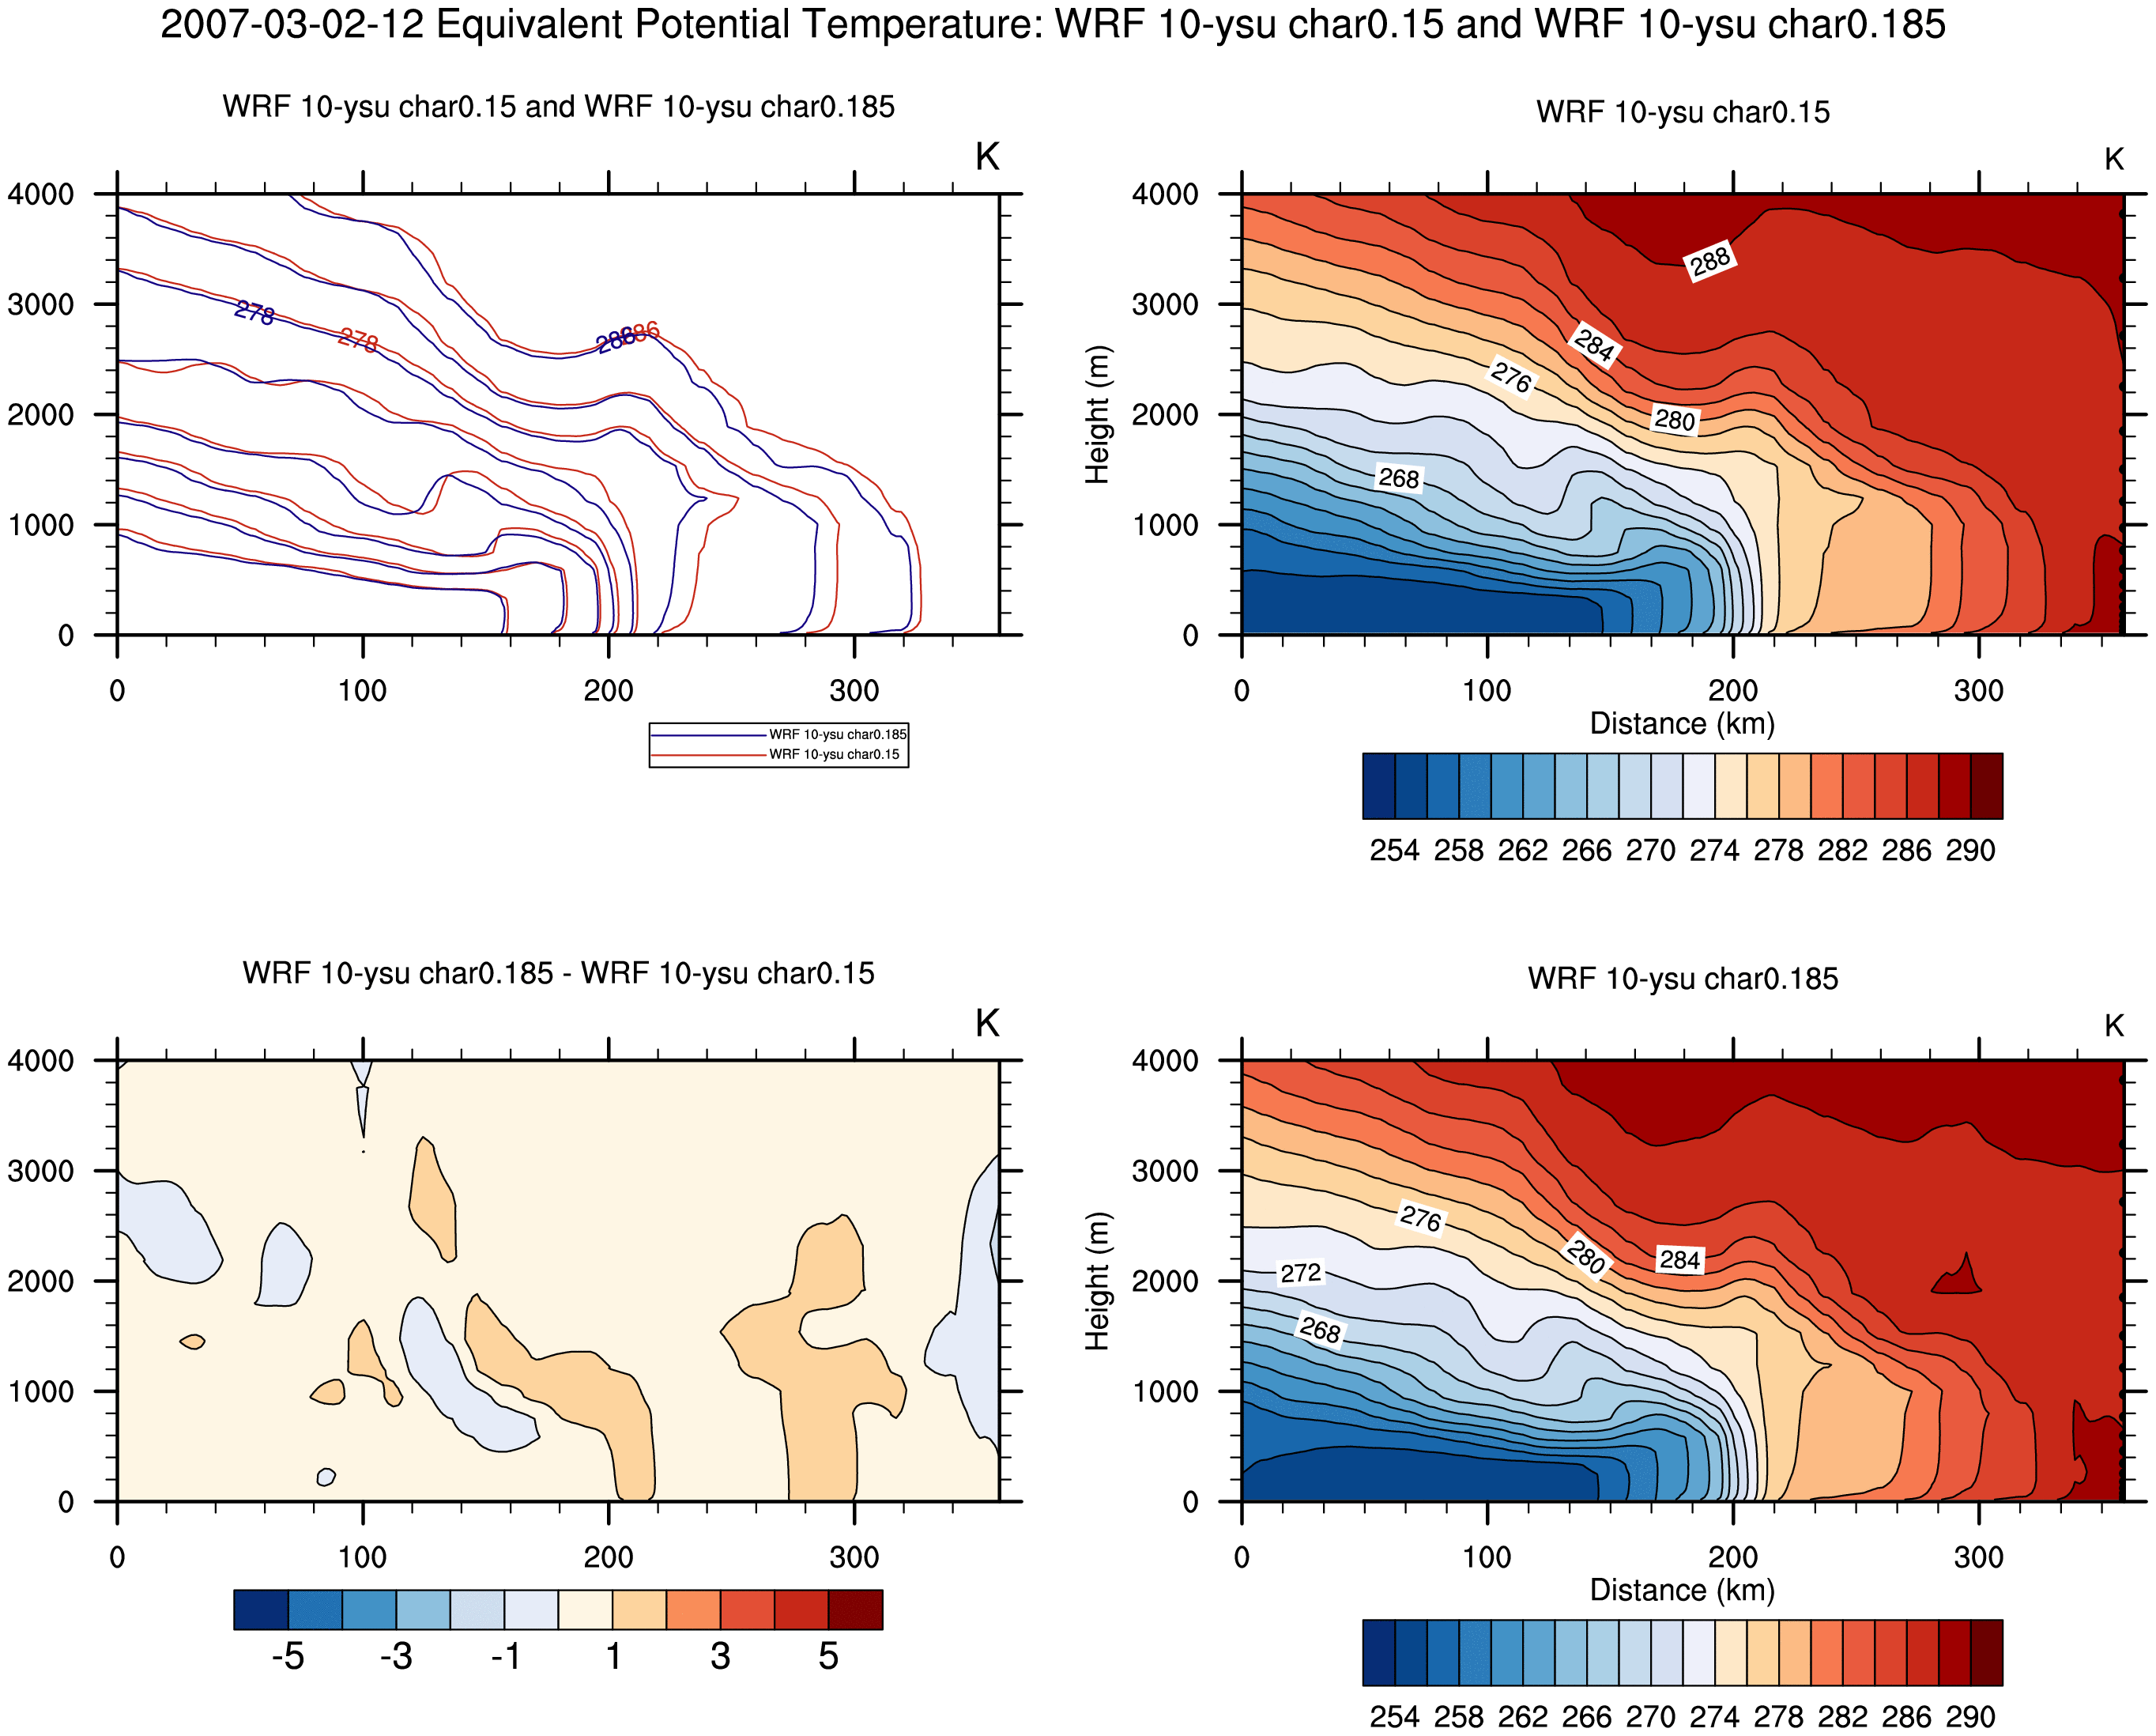 2007-03-02-12 Equivalent Potential Temperature: WRF 10-ysu char0.15 and WRF 10-ysu char0.185
WRF 10-ysu char0.15 and WRF 10-ysu char0.185
K
4000
3000
2000
1000
0
278
278
286
286
0 100 200 300
WRF 10-ysu char0.185
WRF 10-ysu char0.15
WRF 10-ysu char0.15
K
Height (m)
4000
3000
2000
1000
0
288
284
276
280
268
0 100 200 300
Distance (km)
254 258 262 266 270 274 278 282 286 290
WRF 10-ysu char0.185 - WRF 10-ysu char0.15
K
4000
3000
2000
1000
0
0 100 200 300
-5 -3 -1 1 3 5
WRF 10-ysu char0.185
K
Height (m)
4000
3000
2000
1000
0
276
280
284
272
268
0 100 200 300
Distance (km)
254 258 262 266 270 274 278 282 286 290